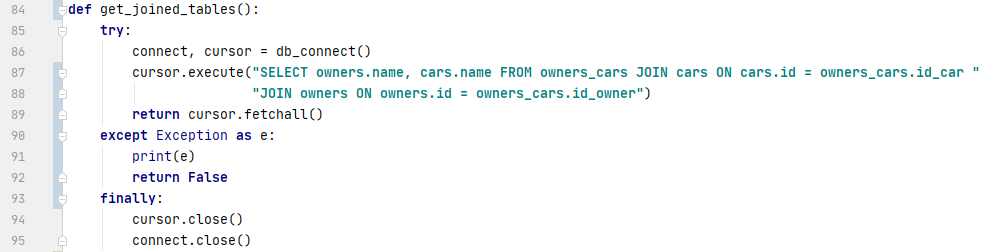 84 def get_joined_tables():
85     try:
86         connect, cursor = db_connect()
87         cursor.execute("SELECT owners.name, cars.name FROM owners_cars JOIN cars ON cars.id = owners_cars.id_car "
88                        "JOIN owners ON owners.id = owners_cars.id_owner")
89         return cursor.fetchall()
90     except Exception as e:
91         print(e)
92         return False
93     finally:
94         cursor.close()
95         connect.close()